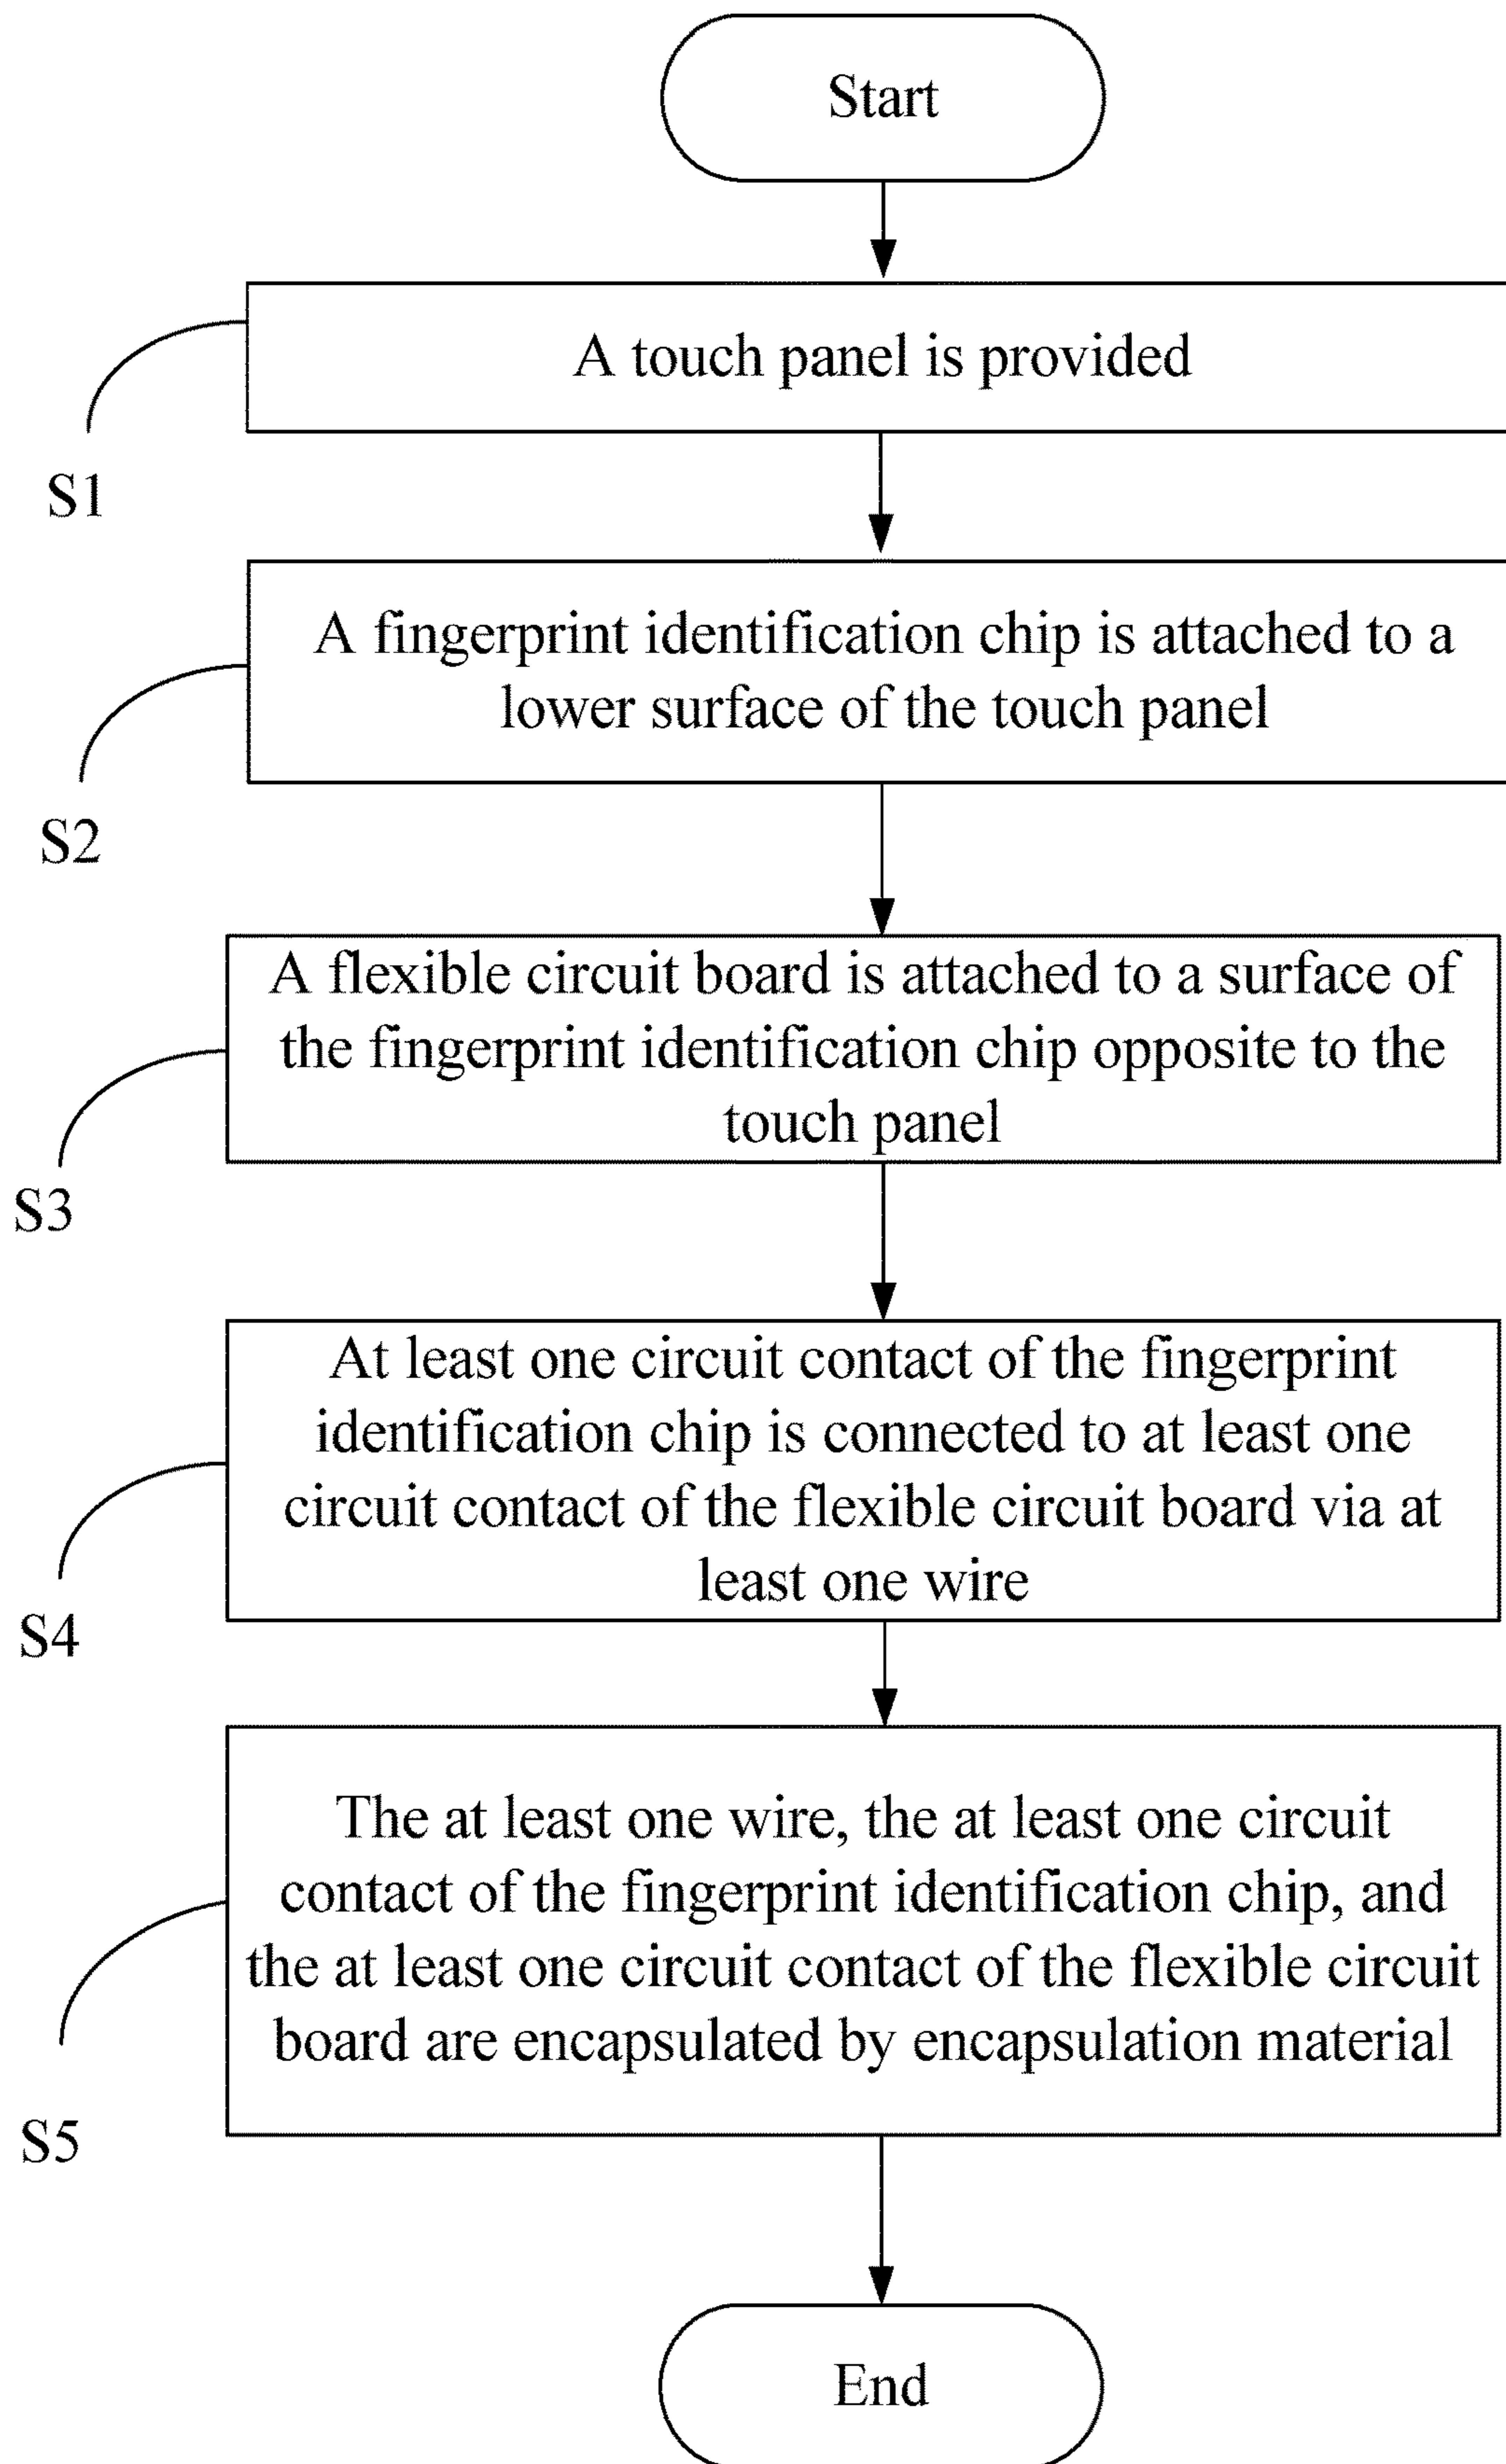 Start
A touch panel is provided
S1
A fingerprint identification chip is attached to a
lower surface of the touch panel
S2
A flexible circuit board is attached to a surface of
the fingerprint identification chip opposite to the
touch panel
S3
At least one circuit contact of the fingerprint
identification chip is connected to at least one
circuit contact of the flexible circuit board via at
least one wire
S4
The at least one wire, the at least one circuit
contact of the fingerprint identification chip, and
the at least one circuit contact of the flexible circuit
board are encapsulated by encapsulation material
S5
End